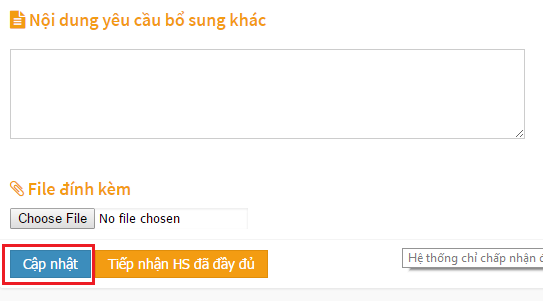 Nội dung yêu cầu bổ sung khác
File đính kèm
Choose File No file chosen
Cập nhật Tiếp nhận HS đã đầy đủ Hệ thống chỉ chấp nhận